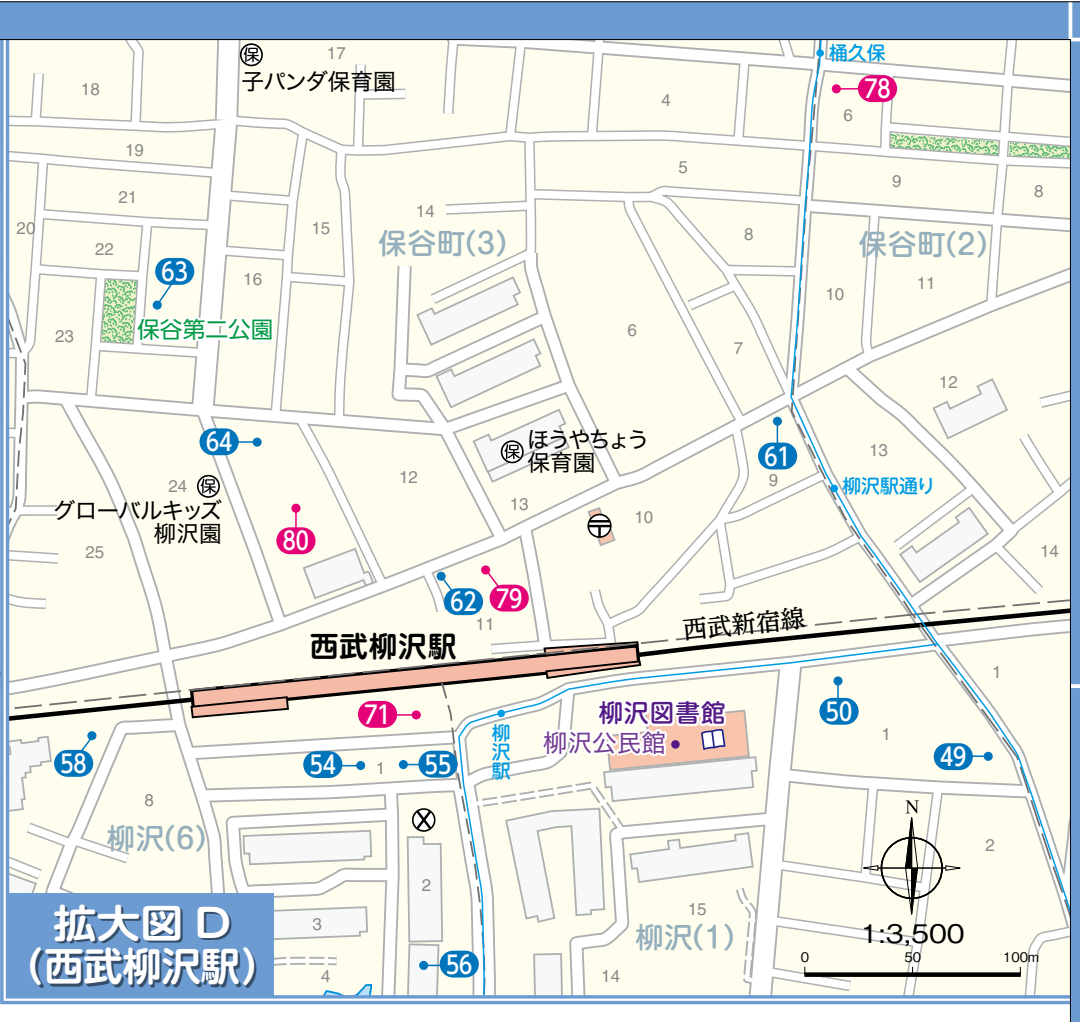 17
保
子パンダ保育園
桶久保
78
18
4
6
19
5
9
8
21
20
14
15
保谷町(3)
8
保谷町(2)
22
63
16
10
11
保谷第二公園
23
6
7
12
64
ほうやちょう
保 保育園
61
13
24
保
グローバルキッズ
柳沢園
12
9
柳沢駅通り
13
10
80
〒
25
14
62
79
11
西武新宿線
西武柳沢駅
1
50
71
柳沢図書館
柳沢公民館
柳沢駅
1
58
54
1
55
49
8
柳沢(6)
N
2
2
15
柳沢(1)
3
拡大図 D
(西武柳沢駅)
1:3,500
56
4
14
0
50
100m